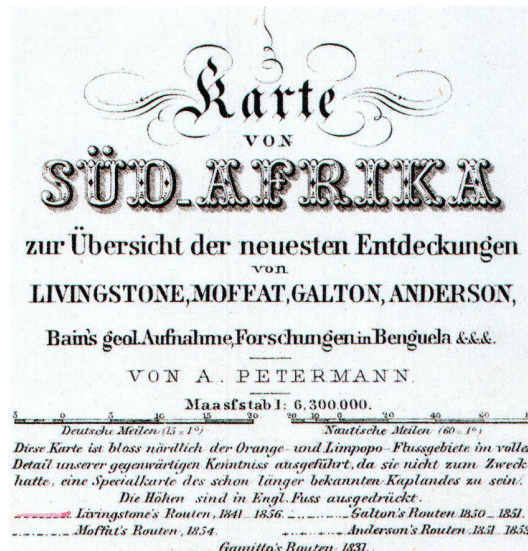 Karte
VON
SÜD-AFRIKA
zur Übersicht der neuesten Entdeckungen
von
LIVINGSTONE, MOFFAT, GALTON, ANDERSON,
Bain's geol. Aufnahme, Forschungen in Benguela &.&.&.
VON A. PETERMANN.
Maafsstab 1: 6,300.000.
5 0 5 10 15 20 20 10 0 20 40 60
Deutsche Meilen (15 = 1°) Nautische Meilen (60 = 1°)
Diese Karte ist bloss nördlich der Orange- und Limpopo-Flussgebiete im vollen
Detail unserer gegenwärtigen Kenntniss ausgeführt, da sie nicht zum Zweck
hatte, eine Specialkarte des schon länger bekannten Kaplandes zu sein.
Die Höhen sind in Engl. Fuss ausgedrückt.
Livingstone's Routen, 1841 - 1856. Galton's Routen 1850 - 1851.
Moffat's Routen, 1854. Anderson's Routen 1851
Gamitto's Routen 1831.